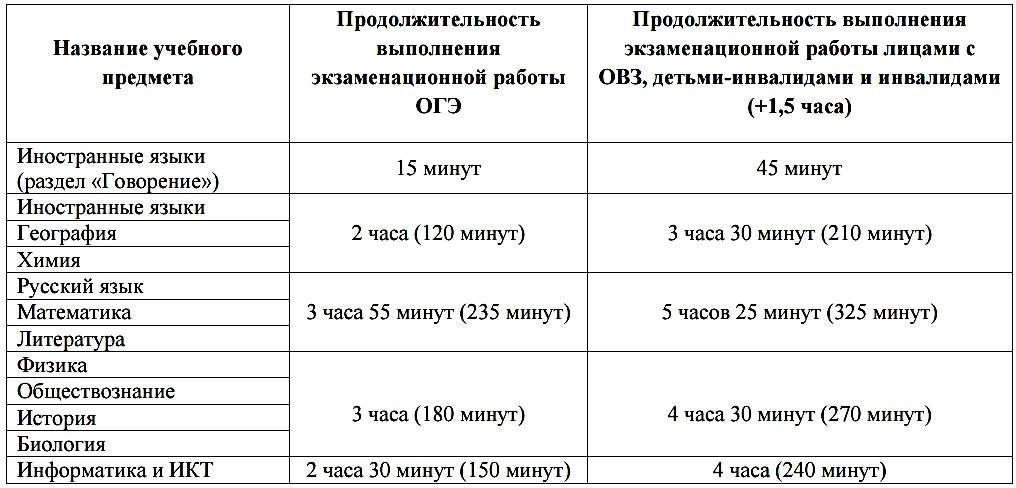 Название учебного
предмета
Продолжительность
выполнения
экзаменационной работы
ОГЭ
Продолжительность выполнения
экзаменационной работы лицами с
ОВЗ, детьми-инвалидами и инвалидами
(+1,5 часа)
Иностранные языки
(раздел «Говорение»)
15 минут
45 минут
Иностранные языки
География
Химия
2 часа (120 минут)
3 часа 30 минут (210 минут)
Русский язык
Математика
Литература
3 часа 55 минут (235 минут)
5 часов 25 минут (325 минут)
Физика
Обществознание
История
Биология
3 часа (180 минут)
4 часа 30 минут (270 минут)
Информатика и ИКТ
2 часа 30 минут (150 минут)
4 часа (240 минут)